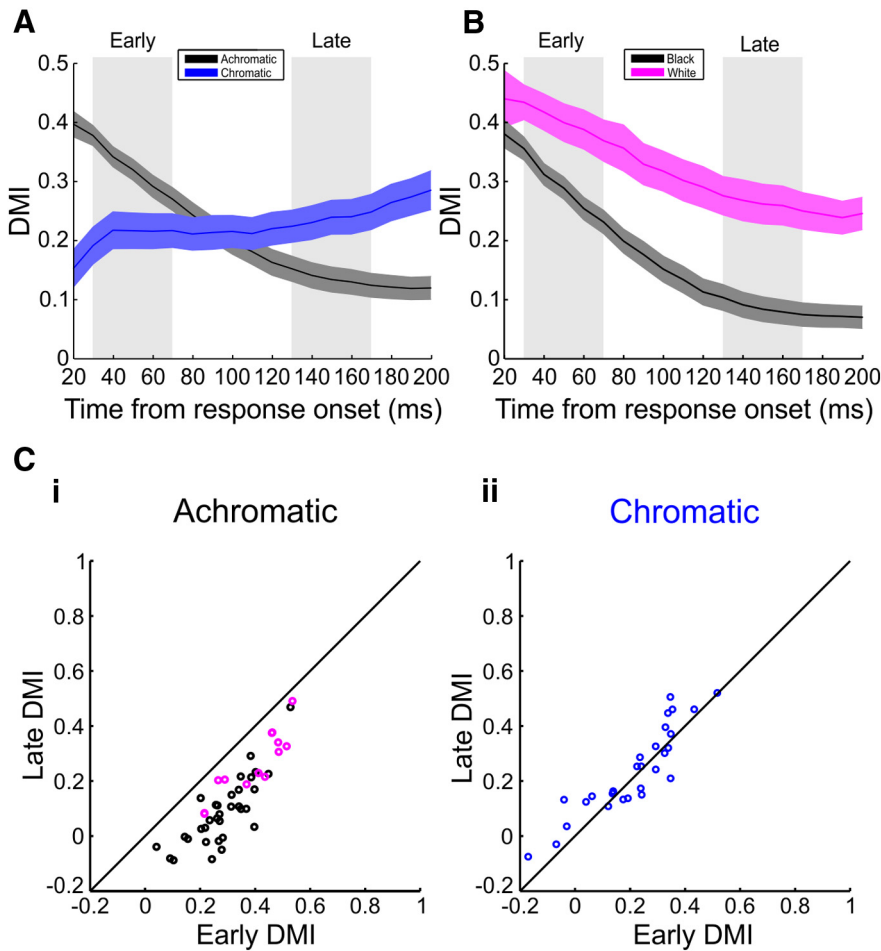 A
Early
Late
Achromatic
Chromatic
0.5
0.4
0.3
0.2
0.1
0
DMI
20 40 60 80 100 120 140 160 180 200
Time from response onset (ms)
B
Early
Late
Black
White
0.5
0.4
0.3
0.2
0.1
0
DMI
20 40 60 80 100 120 140 160 180 200
Time from response onset (ms)
C
i
Achromatic
1
0.8
0.6
0.4
0.2
0
-0.2
Late DMI
-0.2 0 0.2 0.4 0.6 0.8 1
Early DMI
ii
Chromatic
1
0.8
0.6
0.4
0.2
0
-0.2
Late DMI
-0.2 0 0.2 0.4 0.6 0.8 1
Early DMI